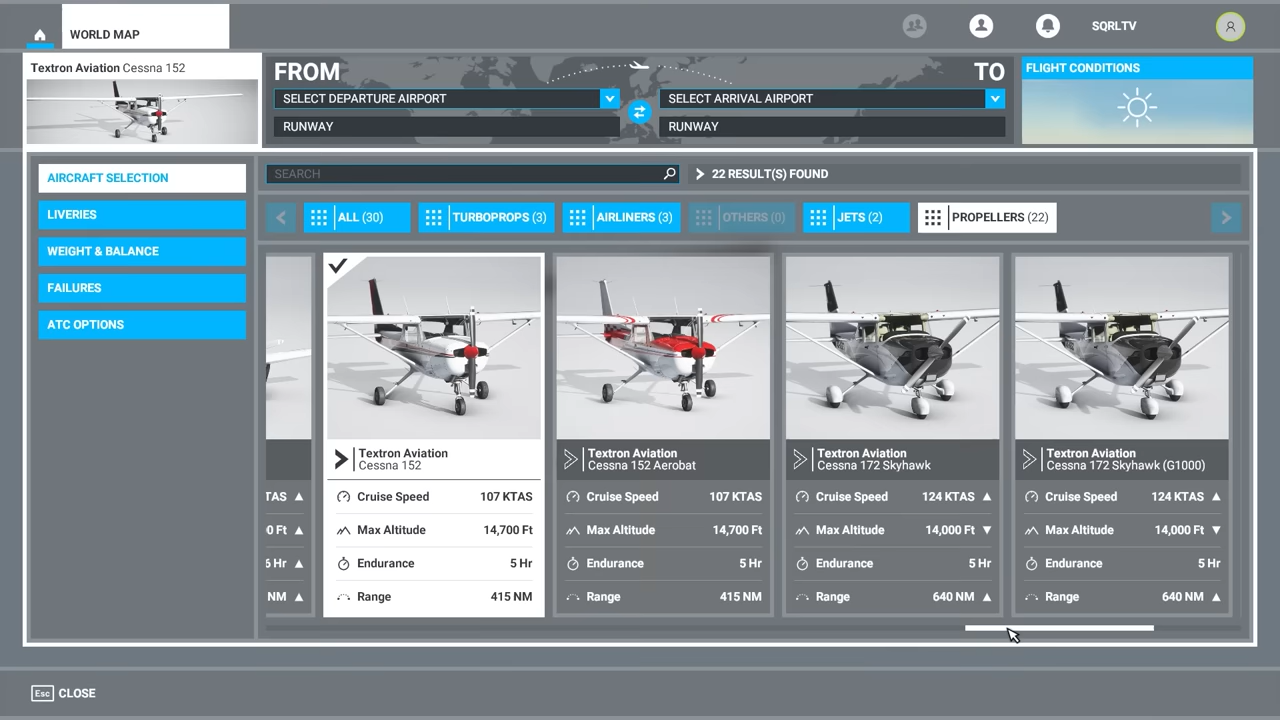 WORLD MAP
SQRLTV
Textron Aviation Cessna 152
FROM
TO
SELECT DEPARTURE AIRPORT
SELECT ARRIVAL AIRPORT
RUNWAY
RUNWAY
FLIGHT CONDITIONS
AIRCRAFT SELECTION
LIVERIES
WEIGHT & BALANCE
FAILURES
ATC OPTIONS
SEARCH
22 RESULT(S) FOUND
ALL (30)
TURBOPROPS (3)
AIRLINERS (3)
OTHERS (0)
JETS (2)
PROPELLERS (22)
TAS
0 Ft
6 Hr
NM
Textron Aviation
Cessna 152
Cruise Speed 107 KTAS
Max Altitude 14,700 Ft
Endurance 5 Hr
Range 415 NM
Textron Aviation
Cessna 152 Aerobat
Cruise Speed 107 KTAS
Max Altitude 14,700 Ft
Endurance 5 Hr
Range 415 NM
Textron Aviation
Cessna 172 Skyhawk
Cruise Speed 124 KTAS
Max Altitude 14,000 Ft
Endurance 5 Hr
Range 640 NM
Textron Aviation
Cessna 172 Skyhawk (G1000)
Cruise Speed 124 KTAS
Max Altitude 14,000 Ft
Endurance 5 Hr
Range 640 NM
Esc CLOSE